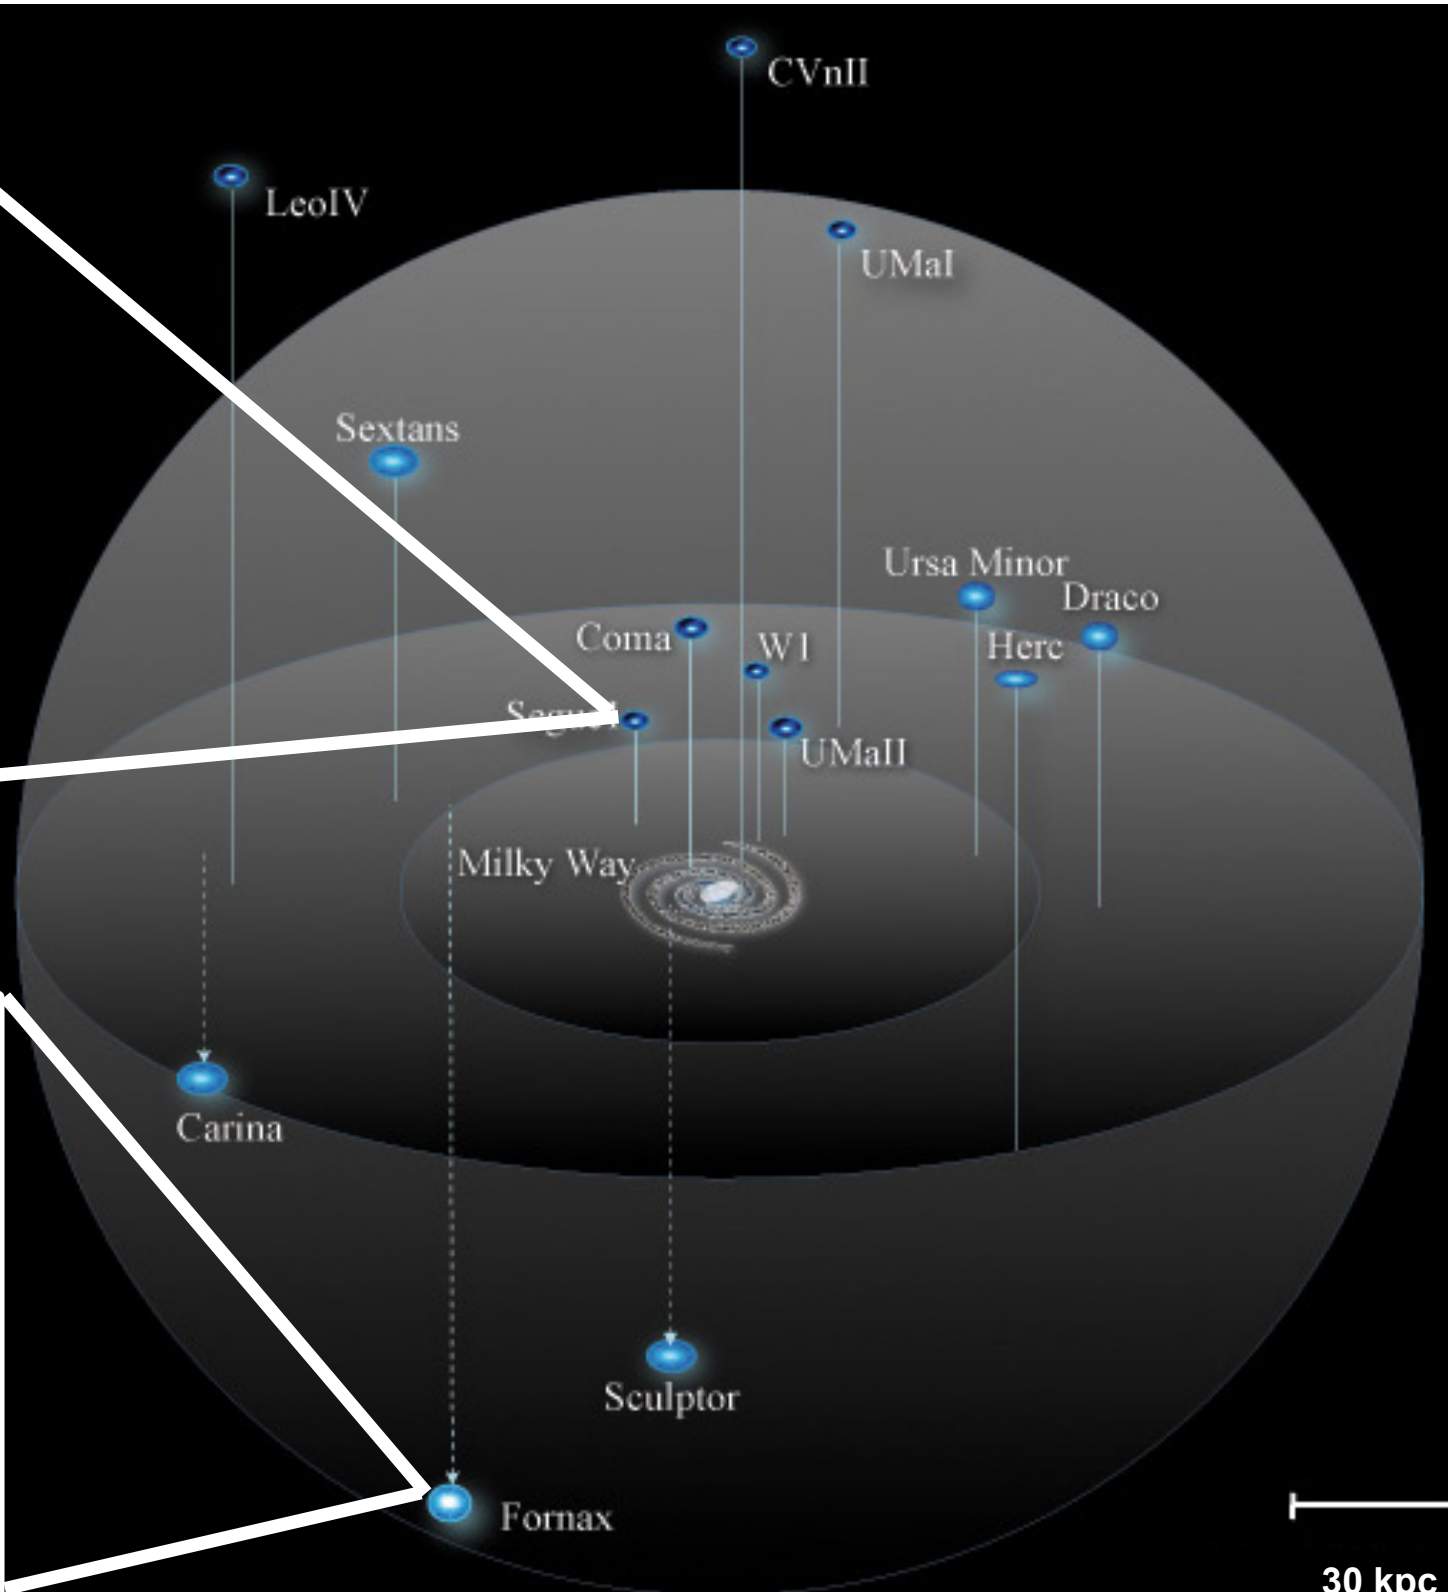 CVnII
LeoIV
UMaI
Sextans
Ursa Minor
Draco
Coma
W1
Herc
UMaII
Milky Way
Carina
Sculptor
Fornax
30 kpc